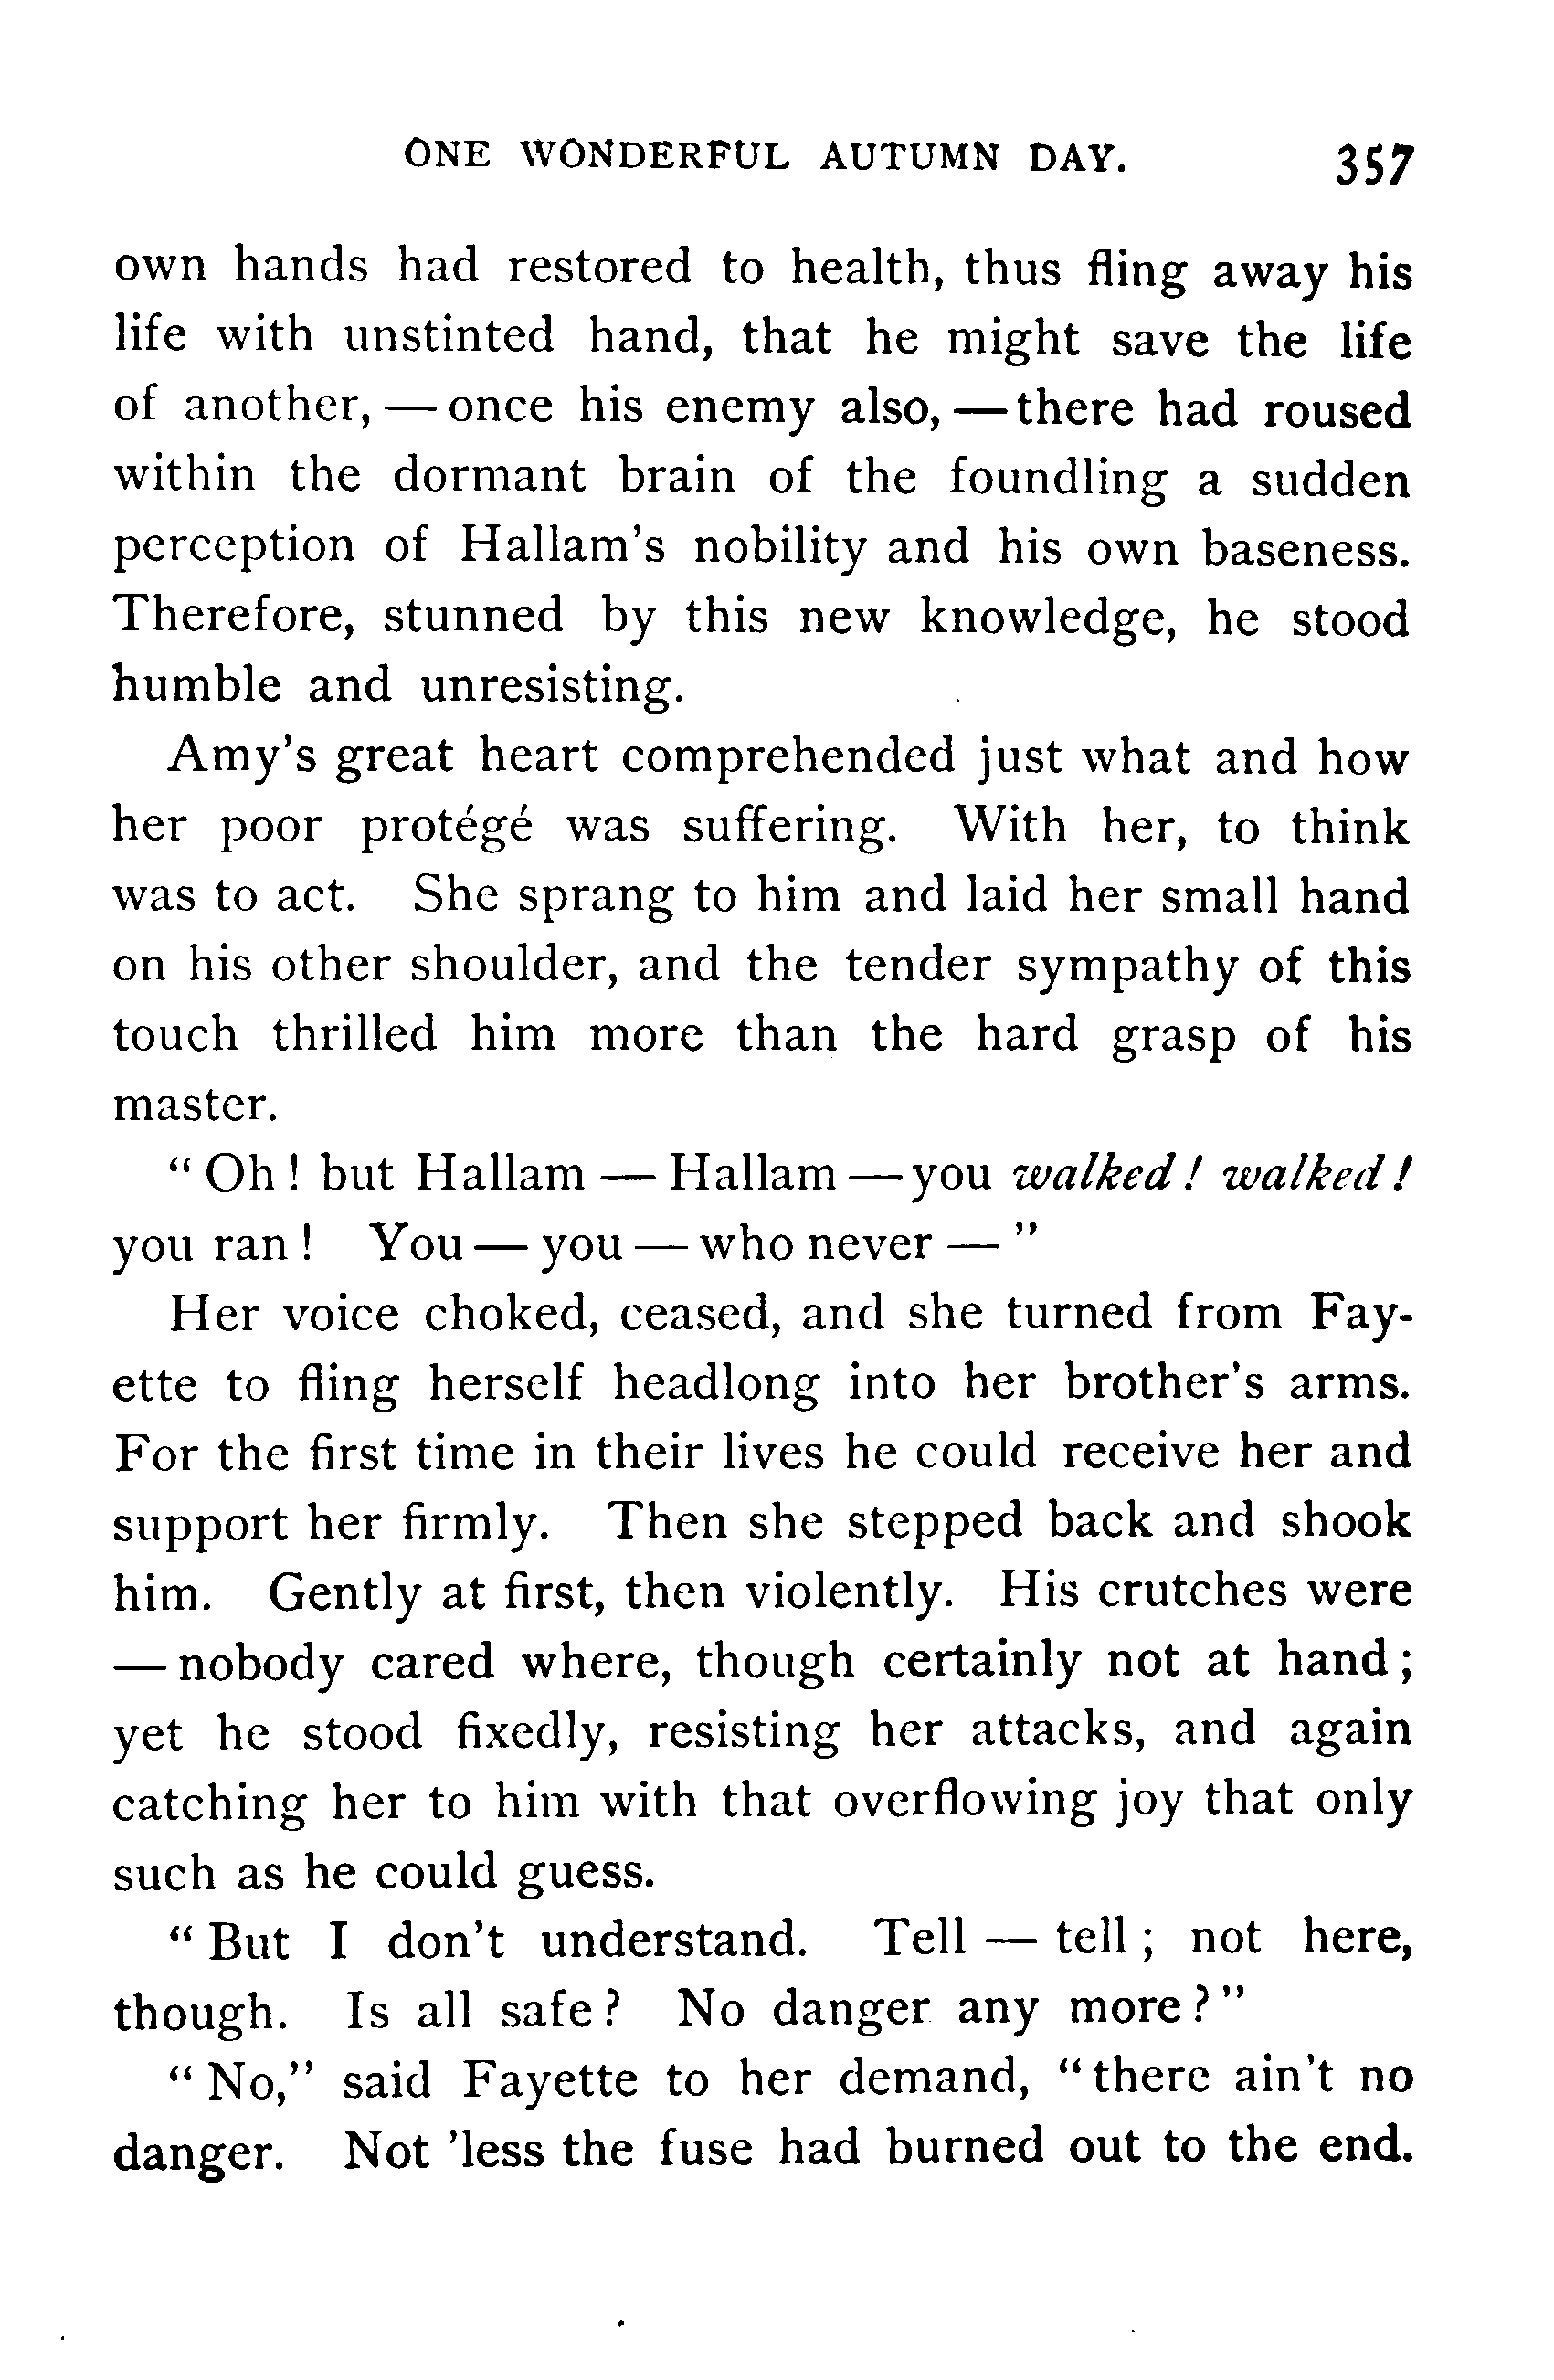 ONE WONDERFUL AUTUMN DAY. 357
own hands had restored to health, thus fling away his
life with unstinted hand, that he might save the life
of another, — once his enemy also, — there had roused
within the dormant brain of the foundling a sudden
perception of Hallam's nobility and his own baseness.
Therefore, stunned by this new knowledge, he stood
humble and unresisting.
Amy's great heart comprehended just what and how
her poor protégé was suffering. With her, to think
was to act. She sprang to him and laid her small hand
on his other shoulder, and the tender sympathy of this
touch thrilled him more than the hard grasp of his
master.
“ Oh ! but Hallam — Hallam — you walked ! walked !
you ran ! You — you — who never — ”
Her voice choked, ceased, and she turned from Fay-
ette to fling herself headlong into her brother's arms.
For the first time in their lives he could receive her and
support her firmly. Then she stepped back and shook
him. Gently at first, then violently. His crutches were
— nobody cared where, though certainly not at hand ;
yet he stood fixedly, resisting her attacks, and again
catching her to him with that overflowing joy that only
such as he could guess.
“ But I don't understand. Tell — tell ; not here,
though. Is all safe ? No danger any more ? ”
“ No,” said Fayette to her demand, “ there ain't no
danger. Not 'less the fuse had burned out to the end.